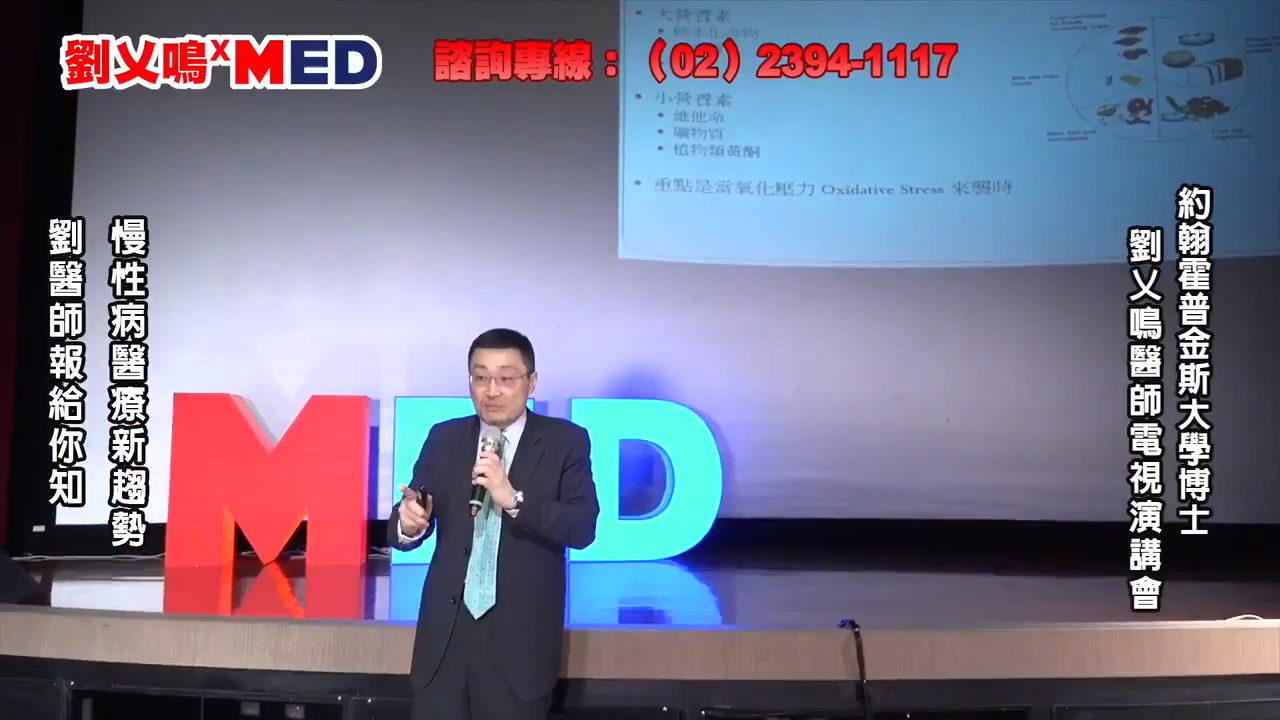 劉乂鳴xMED
諮詢專線：（02）2394-1117
• 大營養素
• 小營養素
• 維他命
• 礦物質
• 植物類黃酮
• 重點是當氧化壓力 Oxidative Stress 來襲時
約翰霍普金斯大學博士
劉乂鳴醫師電視演講會
慢性病醫療新趨勢
劉醫師報給你知
MED